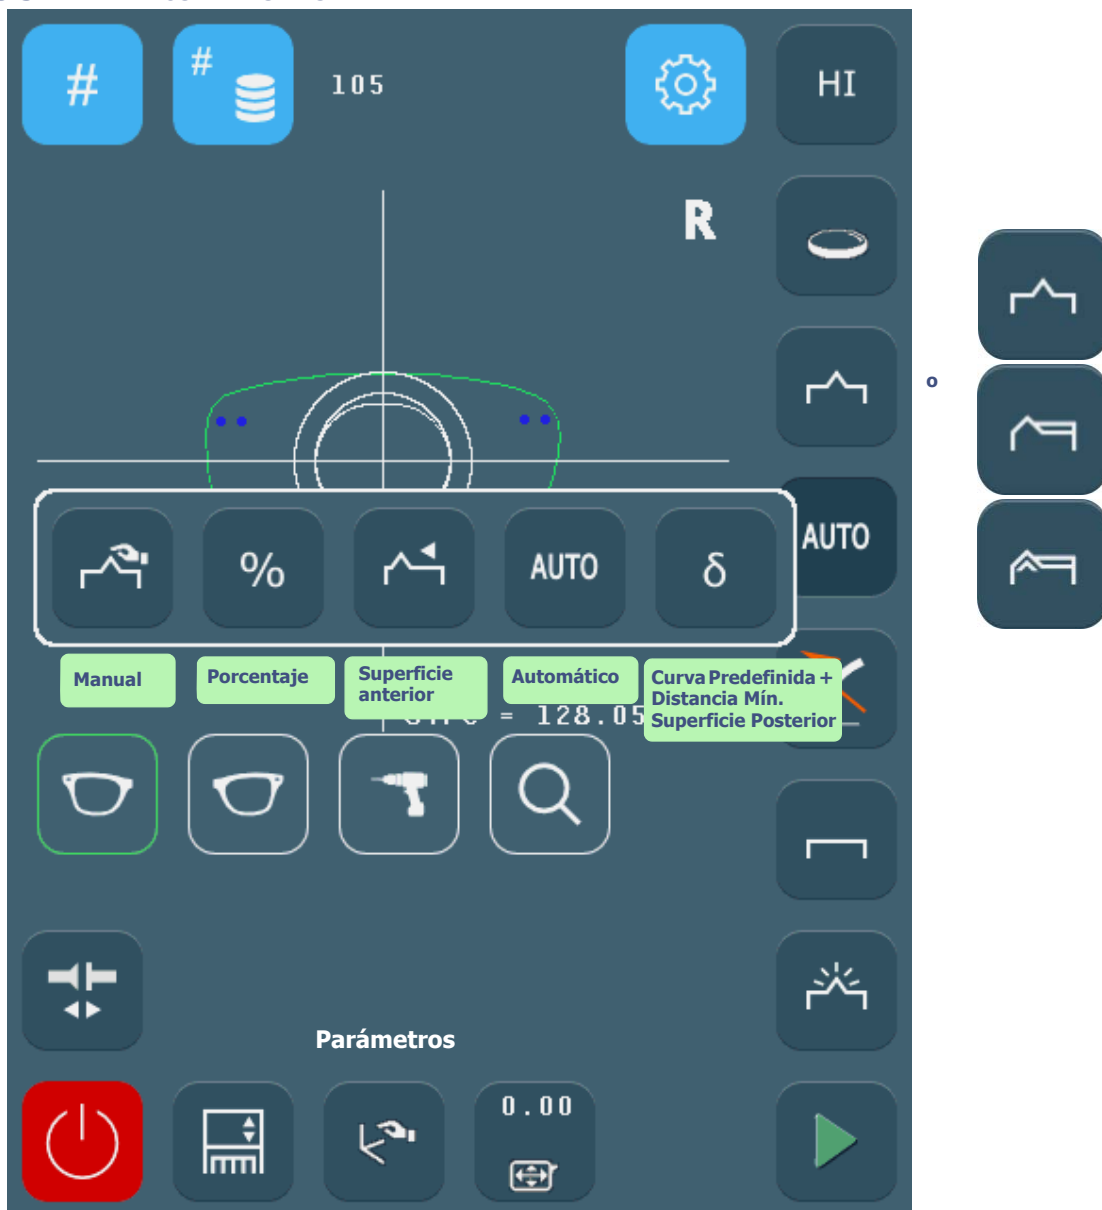 #
#
105
HI
R
o
%
AUTO
δ
AUTO
Manual
Porcentaje
Superficie
anterior
Automático
Curva Predefinida +
Distancia Mín.
Superficie Posterior
= 128.05
Parámetros
0.00